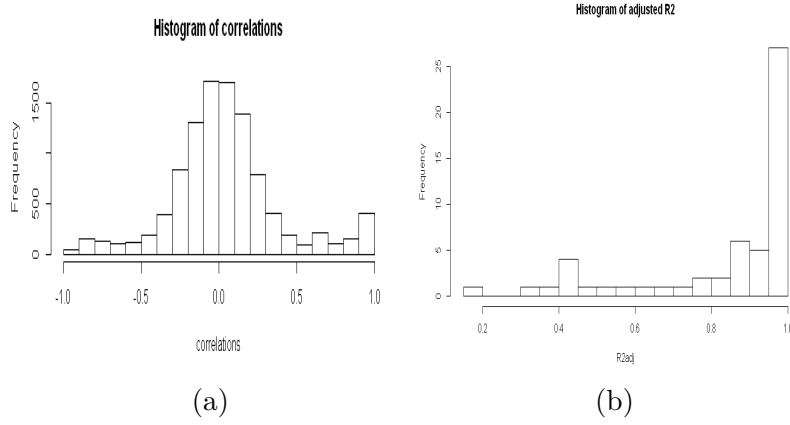 Histogram of correlations
Frequency
1500
500
0
-1.0 -0.5 0.0 0.5 1.0
correlations
(a)
Histogram of adjusted R2
Frequency
25
20
15
10
5
0
0.2 0.4 0.6 0.8 1.0
R2adj
(b)